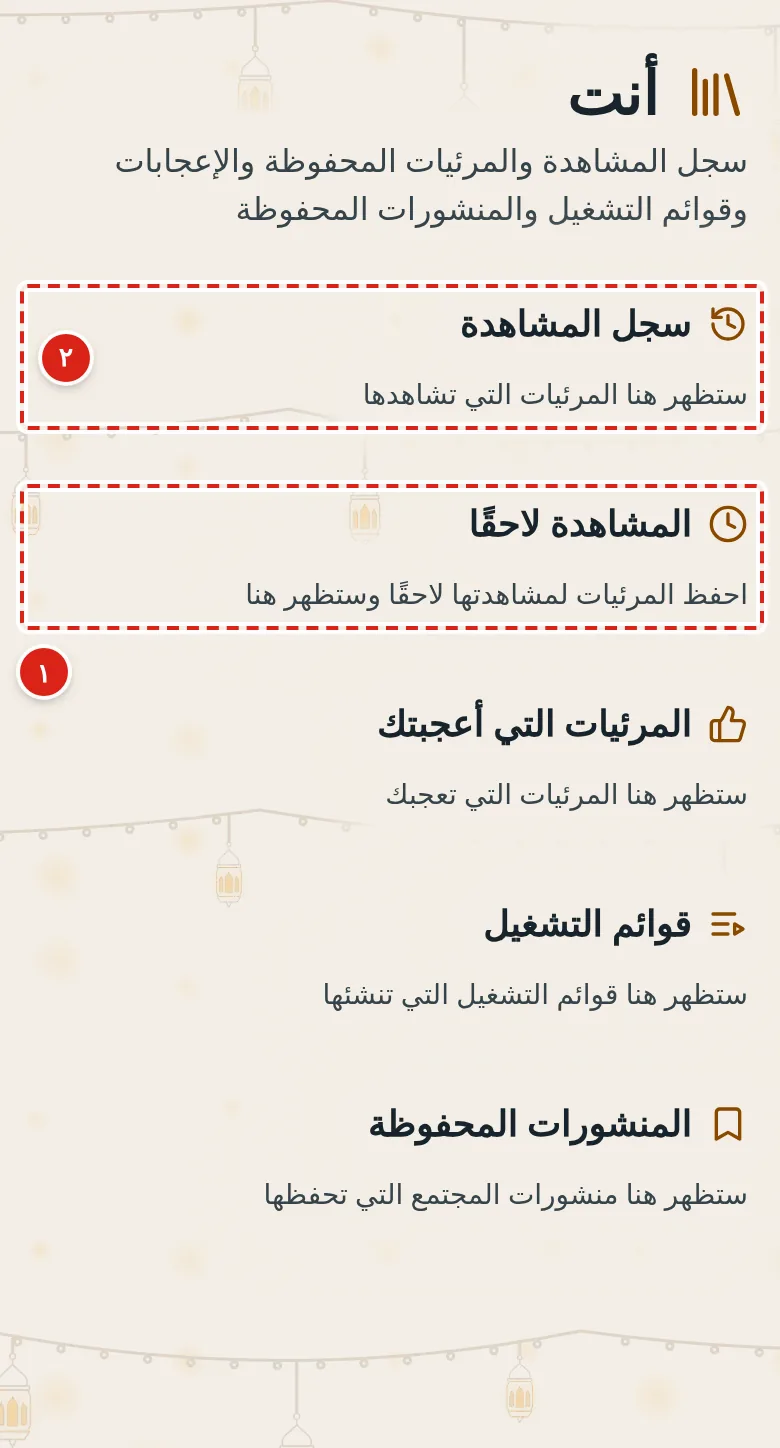 أنت
سجل المشاهدة والمرئيات المحفوظة والإعجابات
وقوائم التشغيل والمنشورات المحفوظة
سجل المشاهدة
٢
ستظهر هنا المرئيات التي تشاهدها
المشاهدة لاحقًا
احفظ المرئيات لمشاهدتها لاحقًا وستظهر هنا
١
المرئيات التي أعجبتك
ستظهر هنا المرئيات التي تعجبك
قوائم التشغيل
ستظهر هنا قوائم التشغيل التي تنشئها
المنشورات المحفوظة
ستظهر هنا منشورات المجتمع التي تحفظها